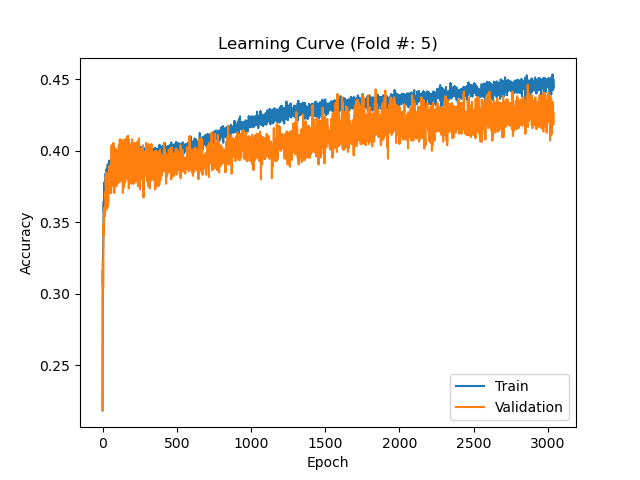 Learning Curve (Fold #: 5)
0.45
0.40
0.35
0.30
0.25
Accuracy
Train
Validation
0 500 1000 1500 2000 2500 3000
Epoch